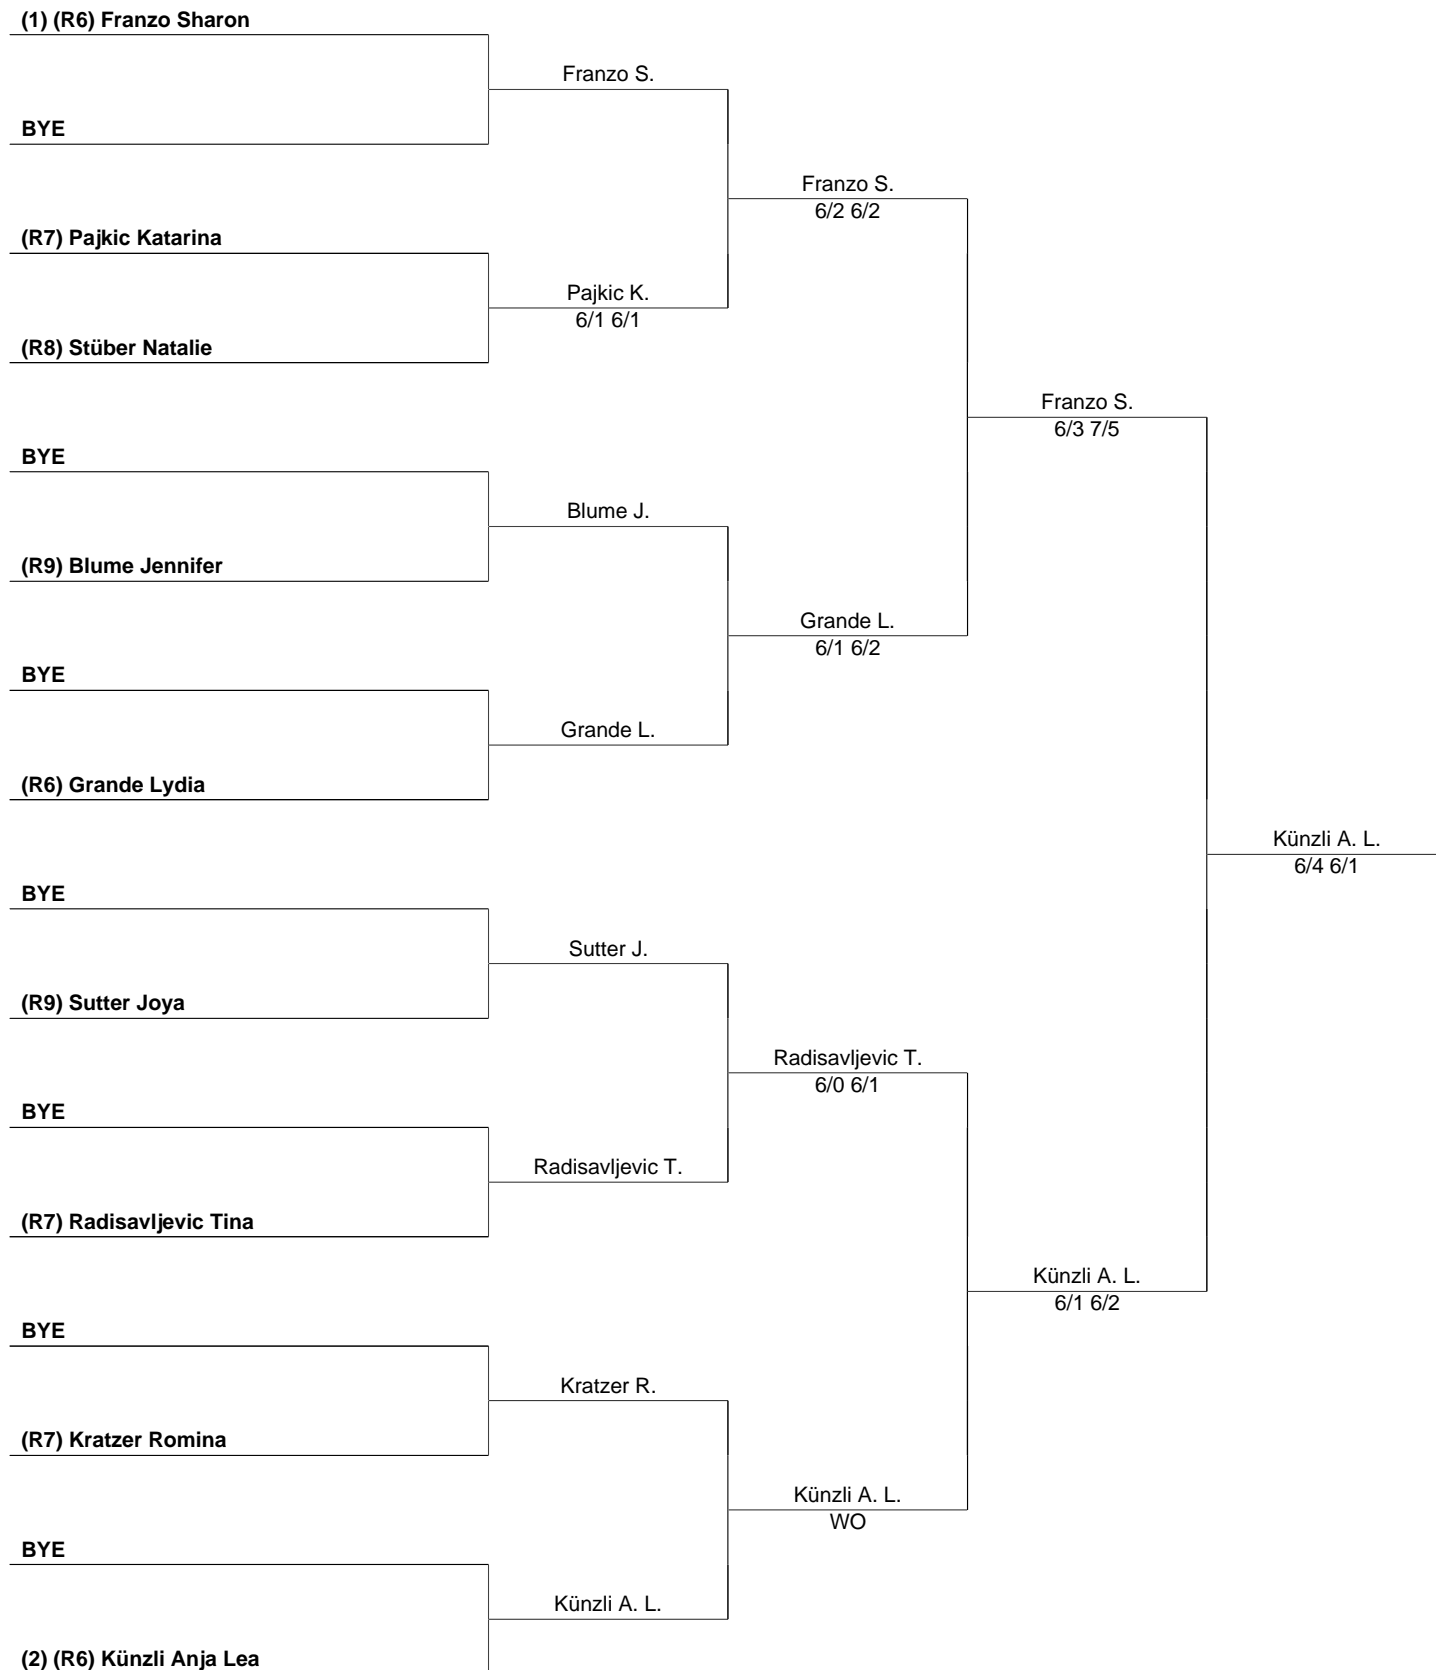 (1) (R6) Franzo Sharon
Franzo S.
BYE
Franzo S.
6/2 6/2
(R7) Pajkic Katarina
Pajkic K.
6/1 6/1
(R8) Stüber Natalie
Franzo S.
6/3 7/5
BYE
Blume J.
(R9) Blume Jennifer
Grande L.
6/1 6/2
BYE
Grande L.
(R6) Grande Lydia
Künzli A. L.
6/4 6/1
BYE
Sutter J.
(R9) Sutter Joya
Radisavljevic T.
6/0 6/1
BYE
Radisavljevic T.
(R7) Radisavljevic Tina
Künzli A. L.
6/1 6/2
BYE
Kratzer R.
(R7) Kratzer Romina
Künzli A. L.
WO
BYE
Künzli A. L.
(2) (R6) Künzli Anja Lea